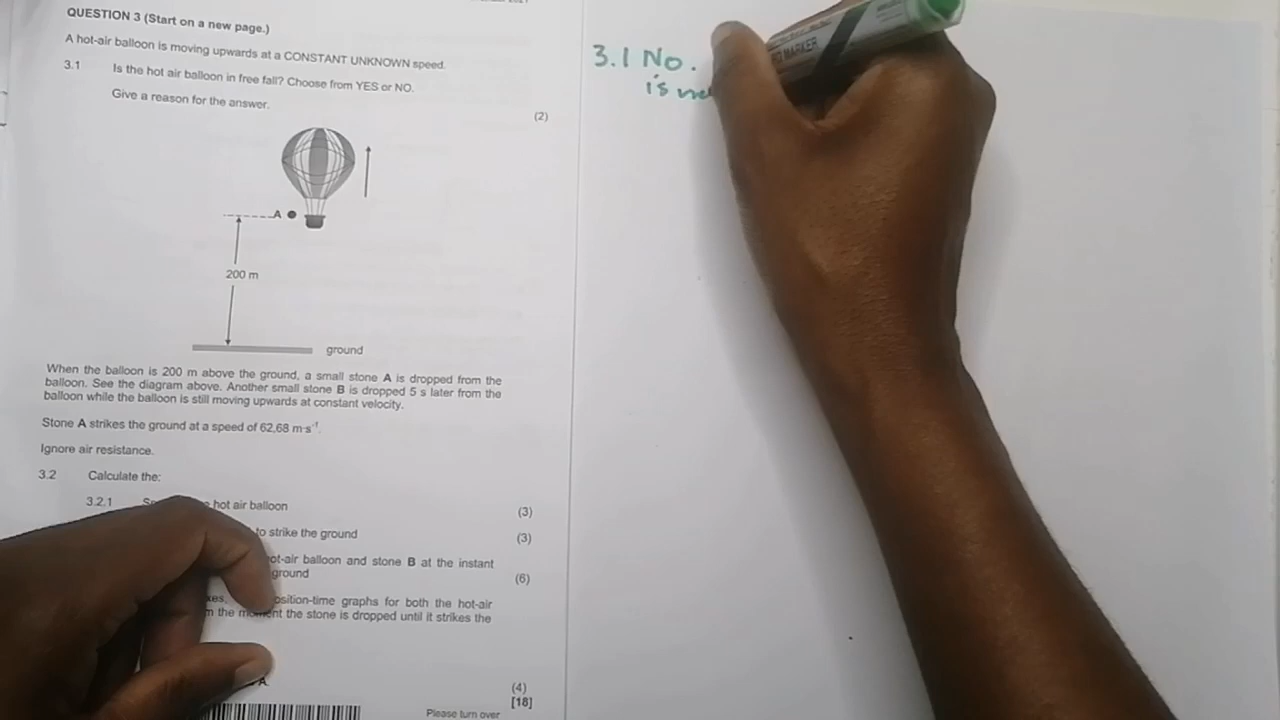 QUESTION 3 (Start on a new page.)
A hot-air balloon is moving upwards at a CONSTANT UNKNOWN speed.
3.1 Is the hot air balloon in free fall? Choose from YES or NO.
Give a reason for the answer.
(2)
A
200 m
ground
When the balloon is 200 m above the ground, a small stone A is dropped from the
balloon. See the diagram above. Another small stone B is dropped 5 s later from the
balloon while the balloon is still moving upwards at constant velocity.
Stone A strikes the ground at a speed of 62,68 m·s⁻¹.
Ignore air resistance.
3.2 Calculate the:
3.2.1 hot air balloon (3)
to strike the ground (3)
hot-air balloon and stone B at the instant
ground (6)
position-time graphs for both the hot-air
the moment the stone is dropped until it strikes the
A
(4)
[18]
Please turn over
3.1 No.
is
MARKER